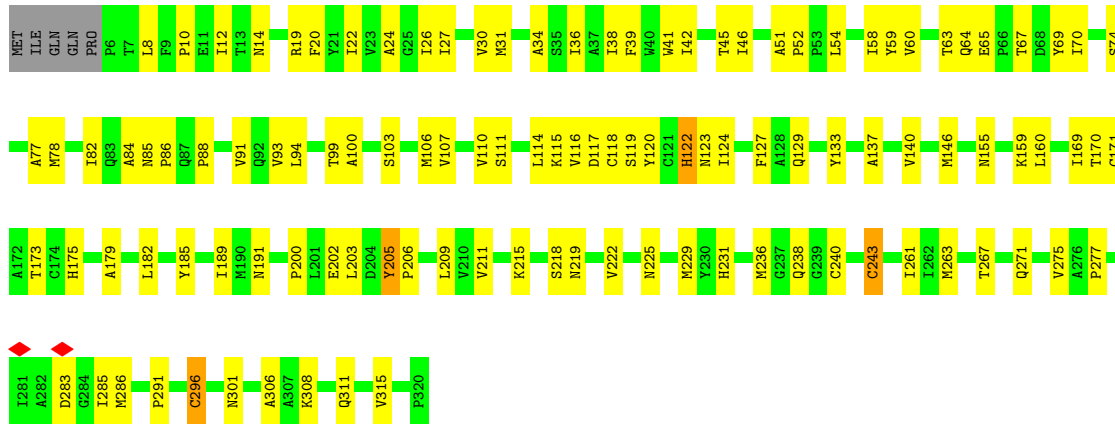 MET ILE GLN GLN PRO P6 T7 L8 F9 P10 E11 I12 T13 N14 R19 F20 Y21 I22 V23 A24 G25 I26 I27 V30 M31 A34 S35 I36 A37 I38 F39 W40 W41 I42 T45 I46 A51 P52 P53 L54 I58 Y59 V60 T63 Q64 E65 P66 T67 D68 Y69 I70 S74
A77 M78 I82 Q83 A84 N85 P86 Q87 P88 V91 Q92 V93 L94 T99 A100 S103 M106 V107 V110 S111 L114 K115 V116 D117 C118 S119 Y120 C121 H122 N123 I124 F127 A128 Q129 Y133 A137 V140 M146 N155 K159 L160 I169 T170 C171
A172 T173 C174 H175 A179 L182 Y185 I189 M190 N191 P200 L201 E202 L203 D204 Y205 P206 L209 V210 V211 K215 S218 N219 V222 N225 M229 Y230 H231 M236 G237 Q238 G239 C240 C243 I261 I262 M263 T267 Q271 V275 A276 P277
I281 A282 D283 G284 I285 M286 P291 C296 N301 A306 A307 K308 Q311 V315 P320